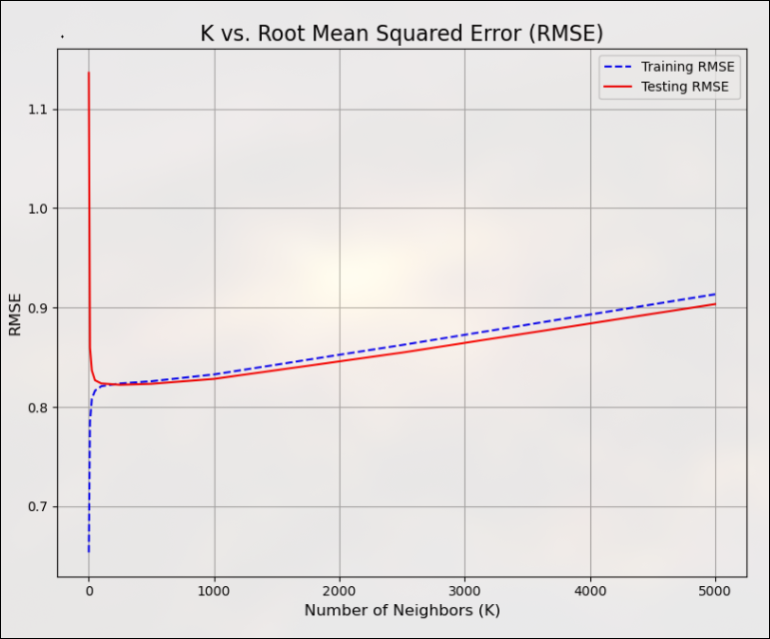 K vs. Root Mean Squared Error (RMSE)
Training RMSE
Testing RMSE
1.1
1.0
0.9
0.8
0.7
RMSE
0 1000 2000 3000 4000 5000
Number of Neighbors (K)